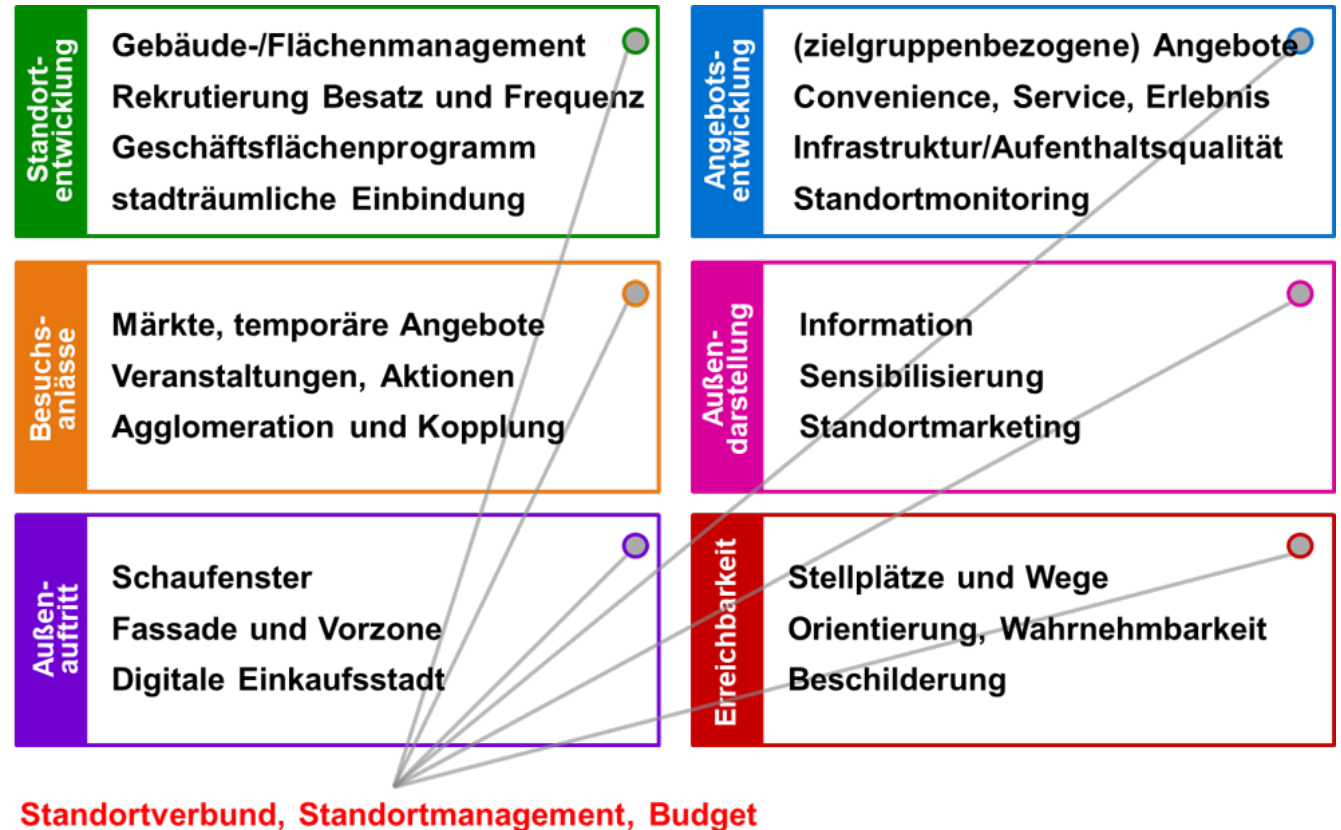 Standort-
entwicklung
Gebäude-/Flächenmanagement
Rekrutierung Besatz und Frequenz
Geschäftsflächenprogramm
stadträumliche Einbindung
Angebots-
entwicklung
(zielgruppenbezogene) Angebote
Convenience, Service, Erlebnis
Infrastruktur/Aufenthaltsqualität
Standortmonitoring
Besuchs-
anlässe
Märkte, temporäre Angebote
Veranstaltungen, Aktionen
Agglomeration und Kopplung
Außen-
darstellung
Information
Sensibilisierung
Standortmarketing
Außen-
auftritt
Schaufenster
Fassade und Vorzone
Digitale Einkaufsstadt
Erreichbarkeit
Stellplätze und Wege
Orientierung, Wahrnehmbarkeit
Beschilderung
Standortverbund, Standortmanagement, Budget